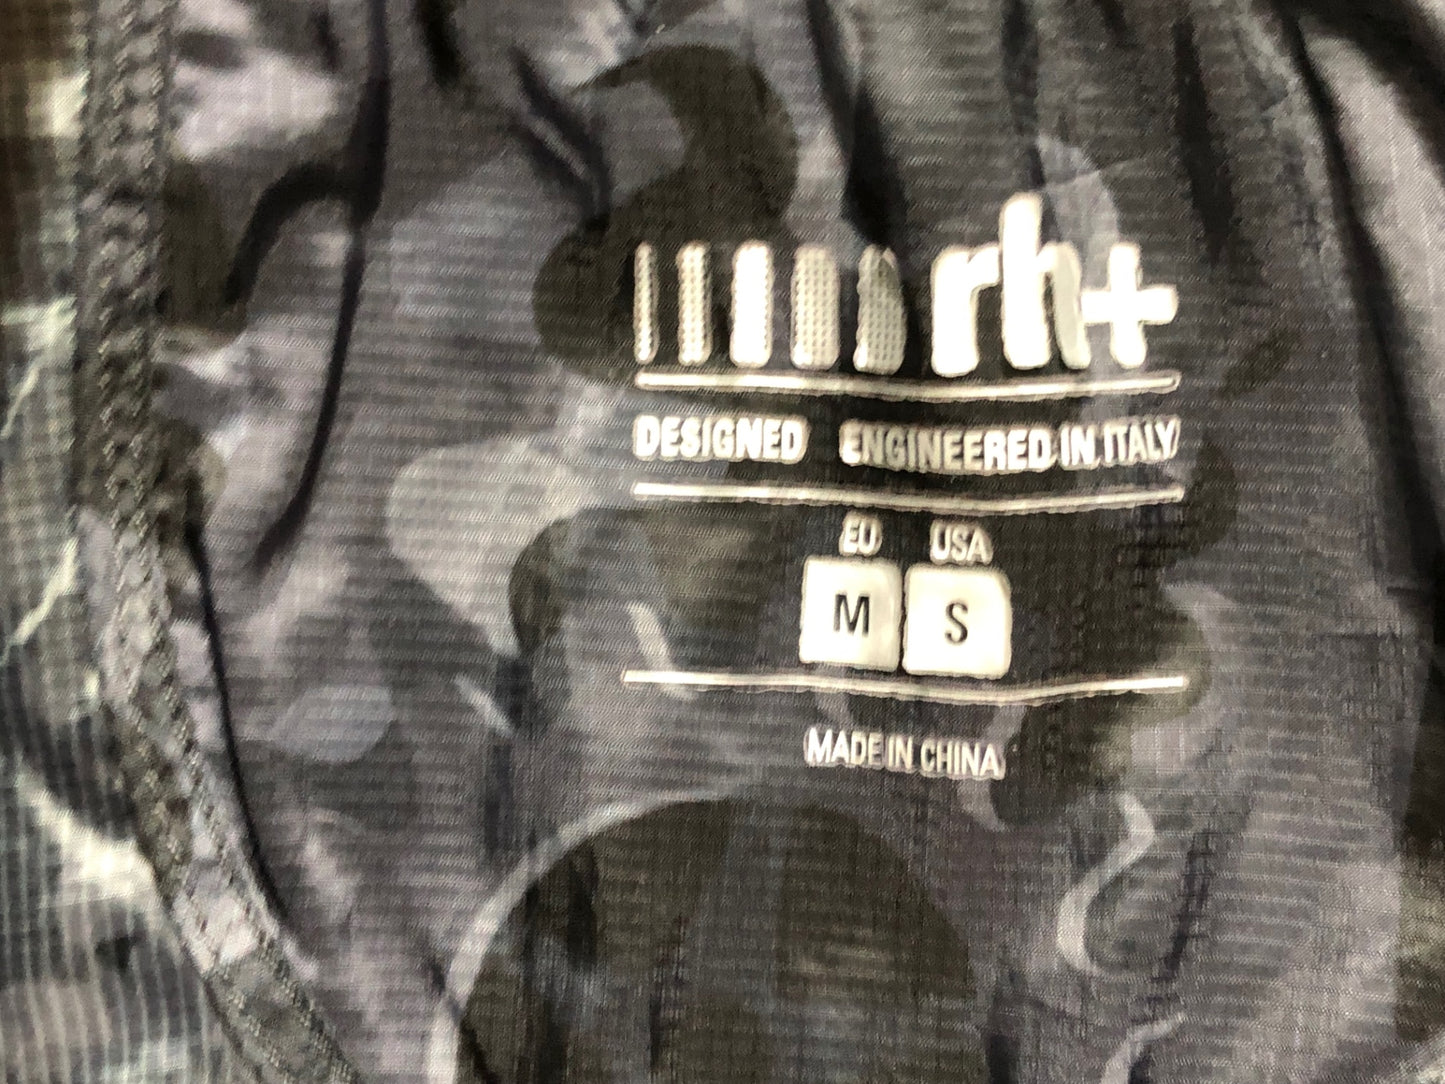 rh+
DESIGNED ENGINEERED IN ITALY
EU USA
M S
MADE IN CHINA